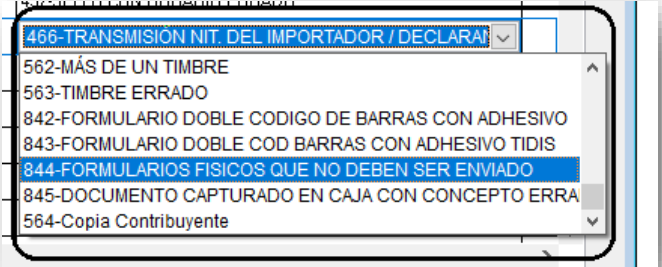 466-TRANSMISIÓN NIT. DEL IMPORTADOR / DECLARAN
562-MÁS DE UN TIMBRE
563-TIMBRE ERRADO
842-FORMULARIO DOBLE CODIGO DE BARRAS CON ADHESIVO
843-FORMULARIO DOBLE COD BARRAS CON ADHESIVO TIDIS
844-FORMULARIOS FISICOS QUE NO DEBEN SER ENVIADO
845-DOCUMENTO CAPTURADO EN CAJA CON CONCEPTO ERRA
564-Copia Contribuyente